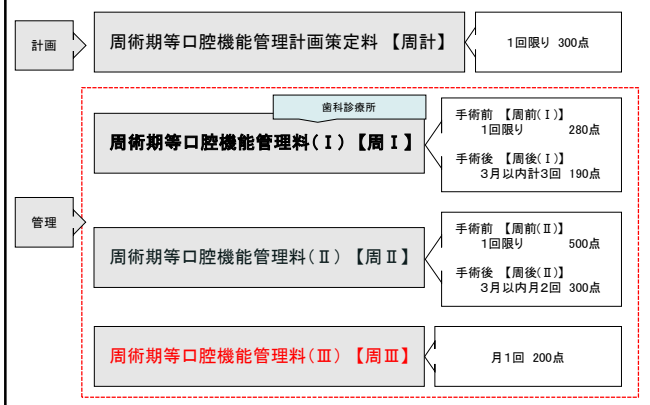 計画
周術期等口腔機能管理計画策定料 【周計】
1回限り 300点
歯科診療所
周術期等口腔機能管理料(Ⅰ) 【周Ⅰ】
手術前 【周前(Ⅰ)】
1回限り 280点
手術後 【周後(Ⅰ)】
3月以内計3回 190点
管理
周術期等口腔機能管理料(Ⅱ) 【周Ⅱ】
手術前 【周前(Ⅱ)】
1回限り 500点
手術後 【周後(Ⅱ)】
3月以内月2回 300点
周術期等口腔機能管理料(Ⅲ) 【周Ⅲ】
月1回 200点